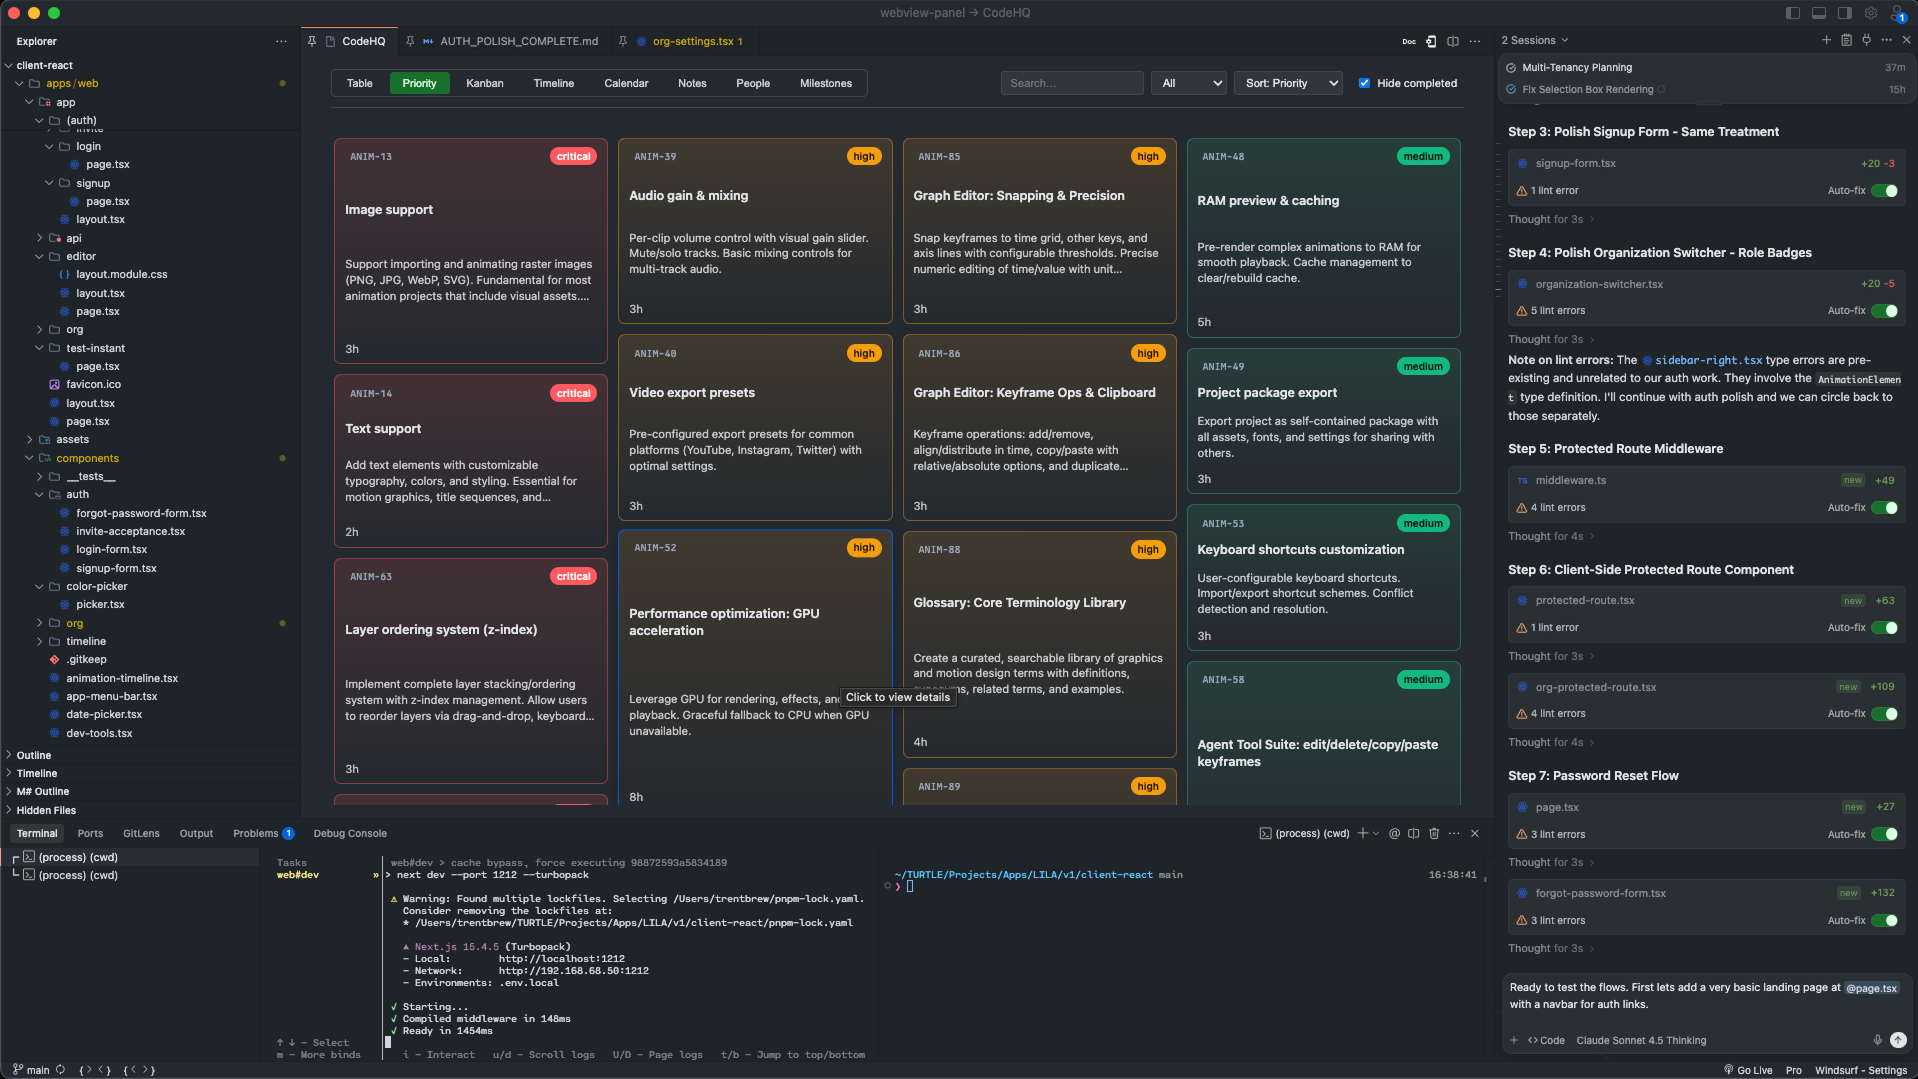 webview-panel → CodeHQ
Explorer
client-react
apps/web
app
(auth)
login
page.tsx
signup
page.tsx
layout.tsx
api
editor
layout.module.css
layout.tsx
page.tsx
org
test-instant
page.tsx
favicon.ico
layout.tsx
page.tsx
assets
components
__tests__
auth
forgot-password-form.tsx
invite-acceptance.tsx
login-form.tsx
signup-form.tsx
color-picker
picker.tsx
org
timeline
.gitkeep
animation-timeline.tsx
app-menu-bar.tsx
date-picker.tsx
dev-tools.tsx
Outline
Timeline
M# Outline
Hidden Files
CodeHQ
AUTH_POLISH_COMPLETE.md
org-settings.tsx 1
Doc
Table Priority Kanban Timeline Calendar Notes People Milestones
Search...
All
Sort: Priority
Hide completed
ANIM-13 critical
Image support
Support importing and animating raster images
(PNG, JPG, WebP, SVG). Fundamental for most
animation projects that include visual assets....
3h
ANIM-14 critical
Text support
Add text elements with customizable
typography, colors, and styling. Essential for
motion graphics, title sequences, and...
2h
ANIM-63 critical
Layer ordering system (z-index)
Implement complete layer stacking/ordering
system with z-index management. Allow users
to reorder layers via drag-and-drop, keyboard...
3h
ANIM-39 high
Audio gain & mixing
Per-clip volume control with visual gain slider.
Mute/solo tracks. Basic mixing controls for
multi-track audio.
3h
ANIM-40 high
Video export presets
Pre-configured export presets for common
platforms (YouTube, Instagram, Twitter) with
optimal settings.
3h
ANIM-52 high
Performance optimization: GPU
acceleration
Leverage GPU for rendering, effects, and
playback. Graceful fallback to CPU when GPU
unavailable.
8h
Click to view details
ANIM-85 high
Graph Editor: Snapping & Precision
Snap keyframes to time grid, other keys, and
axis lines with configurable thresholds. Precise
numeric editing of time/value with unit...
3h
ANIM-86 high
Graph Editor: Keyframe Ops & Clipboard
Keyframe operations: add/remove,
align/distribute in time, copy/paste with
relative/absolute options, and duplicate...
3h
ANIM-88 high
Glossary: Core Terminology Library
Create a curated, searchable library of graphics
and motion design terms with definitions,
related terms, and examples.
4h
ANIM-89 high
ANIM-48 medium
RAM preview & caching
Pre-render complex animations to RAM for
smooth playback. Cache management to
clear/rebuild cache.
5h
ANIM-49 medium
Project package export
Export project as self-contained package with
all assets, fonts, and settings for sharing with
others.
3h
ANIM-53 medium
Keyboard shortcuts customization
User-configurable keyboard shortcuts.
Import/export shortcut schemes. Conflict
detection and resolution.
3h
ANIM-58 medium
Agent Tool Suite: edit/delete/copy/paste
keyframes
Terminal Ports GitLens Output Problems 1 Debug Console
(process) (cwd)
(process) (cwd)
(process) (cwd)
Tasks
web#dev »
↑ ↓ - Select
m - More binds
web#dev > cache bypass, force executing 98872593a5834189
> next dev --port 1212 --turbopack
⚠ Warning: Found multiple lockfiles. Selecting /Users/trentbrew/pnpm-lock.yaml.
Consider removing the lockfiles at:
* /Users/trentbrew/TURTLE/Projects/Apps/LILA/v1/client-react/pnpm-lock.yaml
▲ Next.js 15.4.5 (Turbopack)
- Local: http://localhost:1212
- Network: http://192.168.68.50:1212
- Environments: .env.local
✓ Starting...
✓ Compiled middleware in 148ms
✓ Ready in 1454ms
i - Interact u/d - Scroll logs U/D - Page logs t/b - Jump to top/bottom
~/TURTLE/Projects/Apps/LILA/v1/client-react main 16:38:41
❯
2 Sessions
Multi-Tenancy Planning 37m
Fix Selection Box Rendering 15h
Step 3: Polish Signup Form - Same Treatment
signup-form.tsx +20 -3
1 lint error Auto-fix
Thought for 3s
Step 4: Polish Organization Switcher - Role Badges
organization-switcher.tsx +20 -5
5 lint errors Auto-fix
Thought for 3s
Note on lint errors: The sidebar-right.tsx type errors are pre-
existing and unrelated to our auth work. They involve the AnimationElemen
t type definition. I'll continue with auth polish and we can circle back to
those separately.
Step 5: Protected Route Middleware
TS middleware.ts new +49
4 lint errors Auto-fix
Thought for 4s
Step 6: Client-Side Protected Route Component
protected-route.tsx new +63
1 lint error Auto-fix
Thought for 3s
org-protected-route.tsx new +109
4 lint errors Auto-fix
Thought for 4s
Step 7: Password Reset Flow
page.tsx new +27
3 lint errors Auto-fix
Thought for 3s
forgot-password-form.tsx new +132
3 lint errors Auto-fix
Thought for 3s
Ready to test the flows. First lets add a very basic landing page at @page.tsx
with a navbar for auth links.
+ <> Code Claude Sonnet 4.5 Thinking
main
Go Live Pro Windsurf - Settings